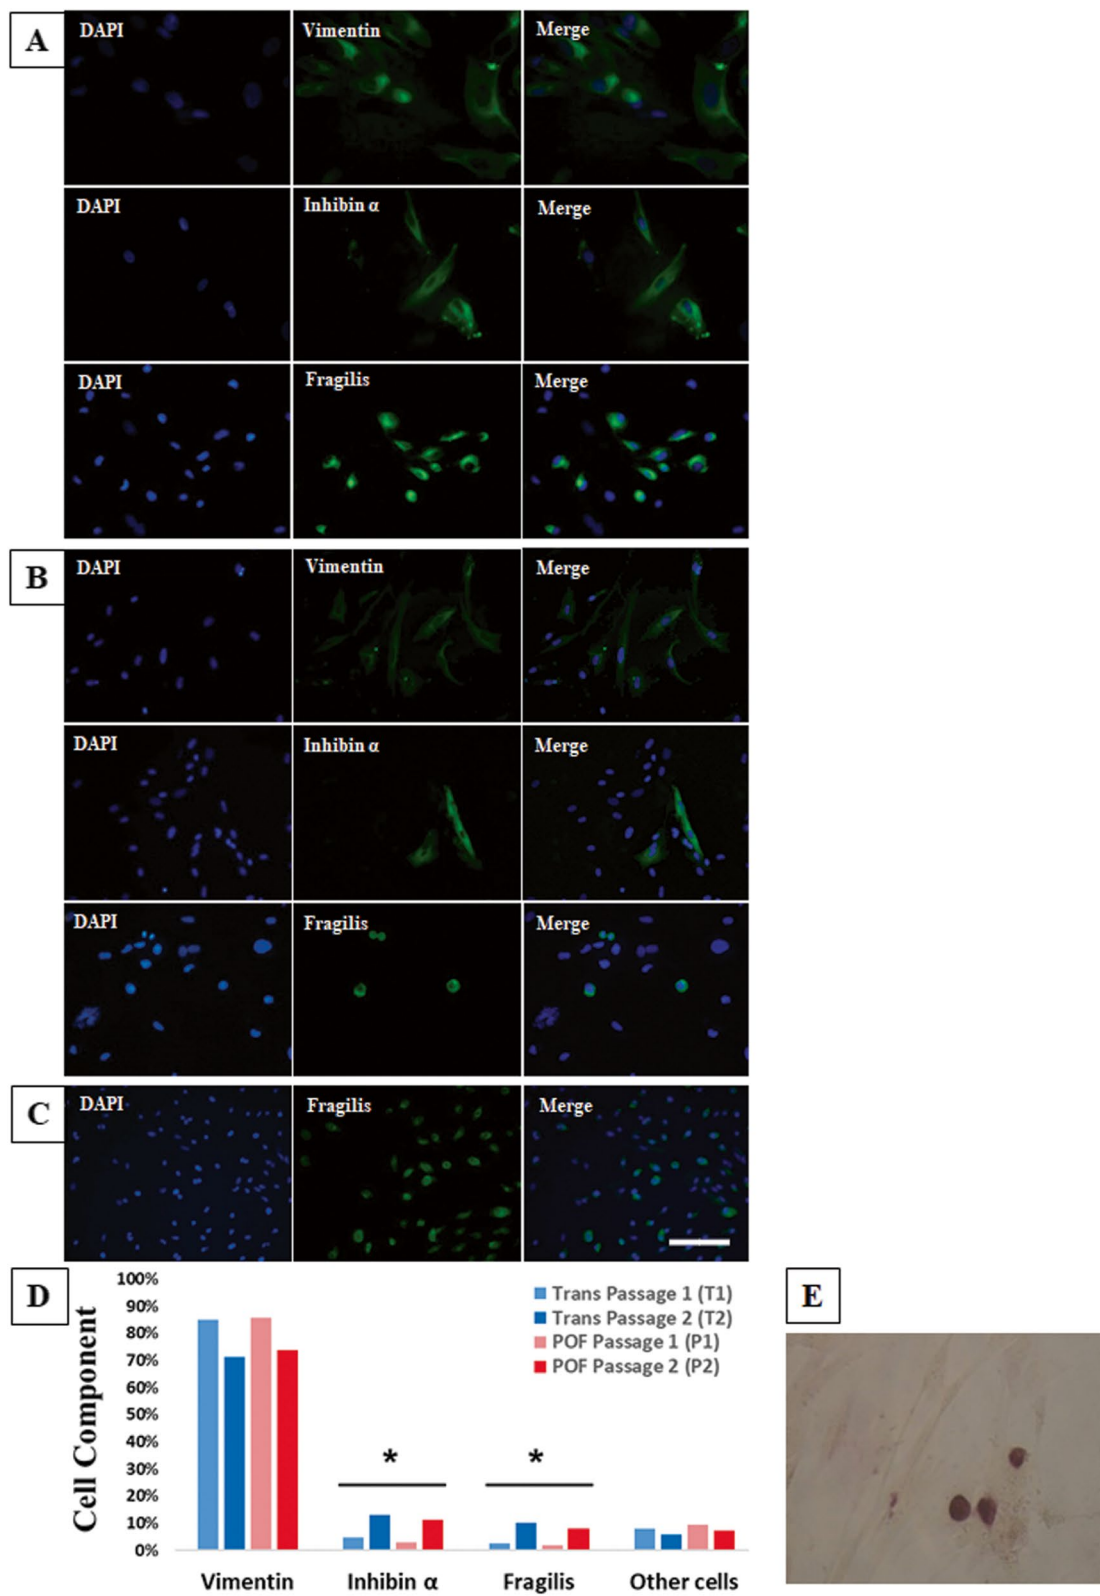 A
DAPI Vimentin Merge
DAPI Inhibin α Merge
DAPI Fragilis Merge
B
DAPI Vimentin Merge
DAPI Inhibin α Merge
DAPI Fragilis Merge
C
DAPI Fragilis Merge
D
Cell Component
100%
90%
80%
70%
60%
50%
40%
30%
20%
10%
0%
Trans Passage 1 (T1)
Trans Passage 2 (T2)
POF Passage 1 (P1)
POF Passage 2 (P2)
* *
Vimentin Inhibin α Fragilis Other cells
E